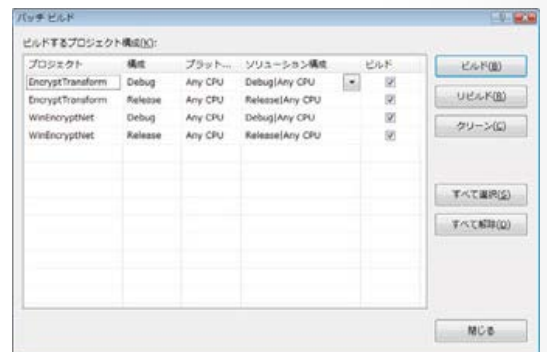 バッチ ビルド
ビルドするプロジェクト構成(K):
プロジェクト 構成 プラット... ソリューション構成 ビルド
EncryptTransform Debug Any CPU Debug|Any CPU
EncryptTransform Release Any CPU Release|Any CPU
WinEncryptNet Debug Any CPU Debug|Any CPU
WinEncryptNet Release Any CPU Release|Any CPU
ビルド(B)
リビルド(R)
クリーン(C)
すべて選択(S)
すべて解除(D)
閉じる